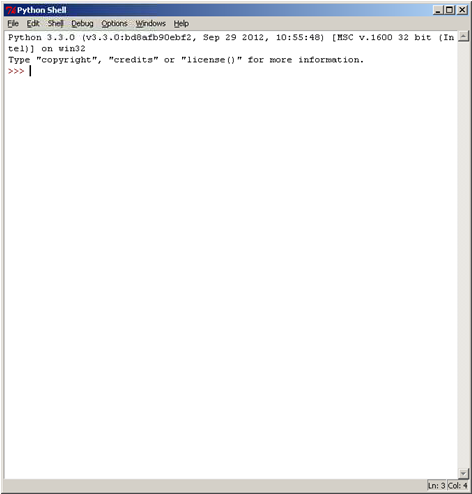 Python Shell
File Edit Shell Debug Options Windows Help
Python 3.3.0 (v3.3.0:bd8afb90ebf2, Sep 29 2012, 10:55:48) [MSC v.1600 32 bit (In
tel)] on win32
Type "copyright", "credits" or "license()" for more information.
>>>
Ln: 3 Col: 4